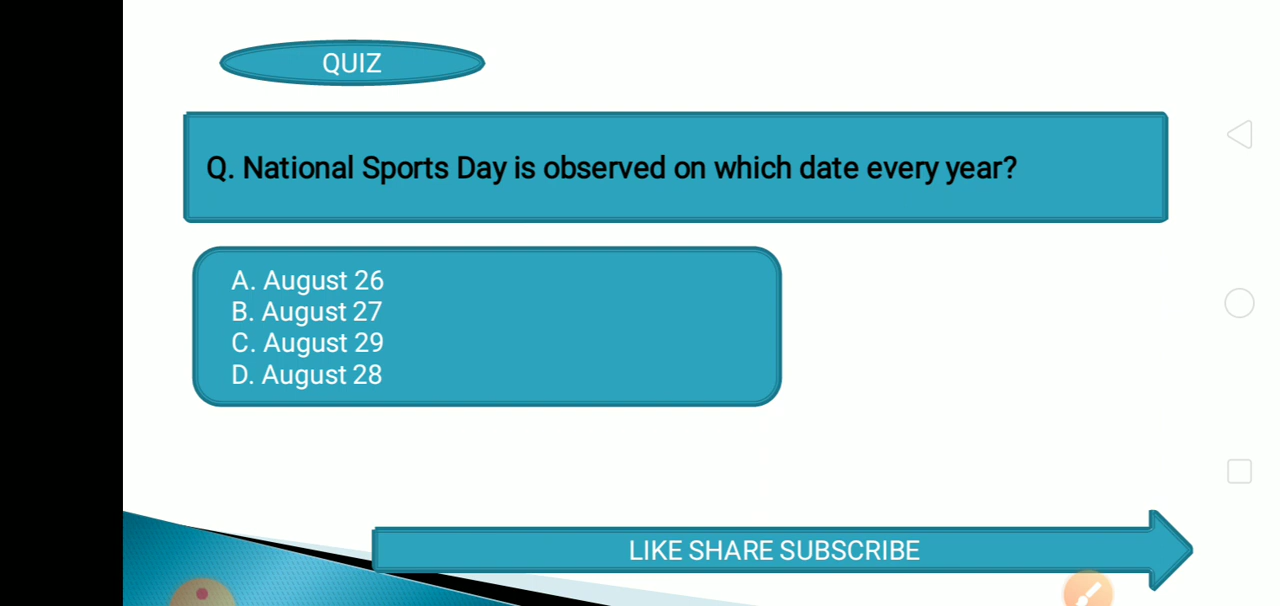 QUIZ
Q. National Sports Day is observed on which date every year?
A. August 26
B. August 27
C. August 29
D. August 28
LIKE SHARE SUBSCRIBE